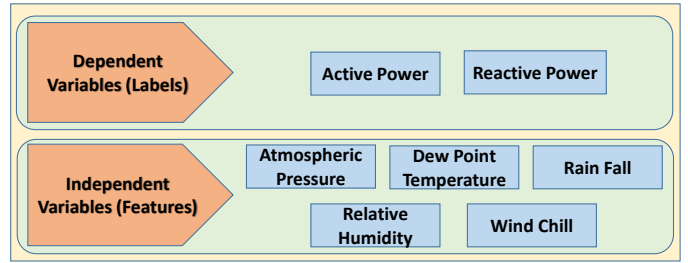 Dependent
Variables (Labels)
Active Power
Reactive Power
Independent
Variables (Features)
Atmospheric
Pressure
Dew Point
Temperature
Rain Fall
Relative
Humidity
Wind Chill